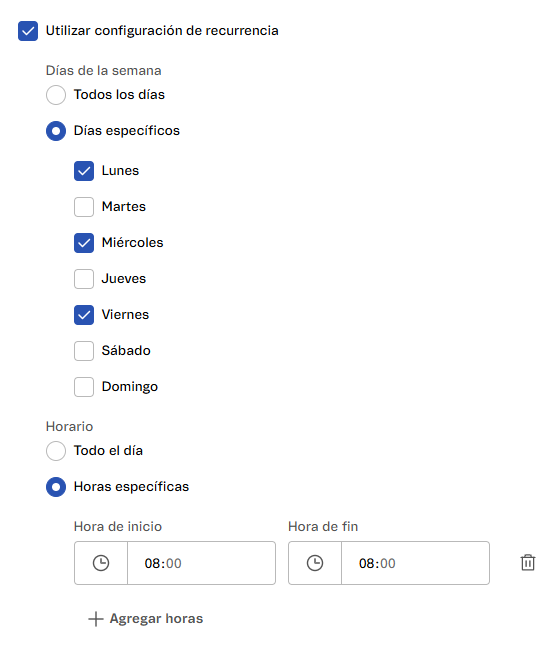 Utilizar configuración de recurrencia
Días de la semana
Todos los días
Días específicos
Lunes
Martes
Miércoles
Jueves
Viernes
Sábado
Domingo
Horario
Todo el día
Horas específicas
Hora de inicio Hora de fin
08:00 08:00
Agregar horas